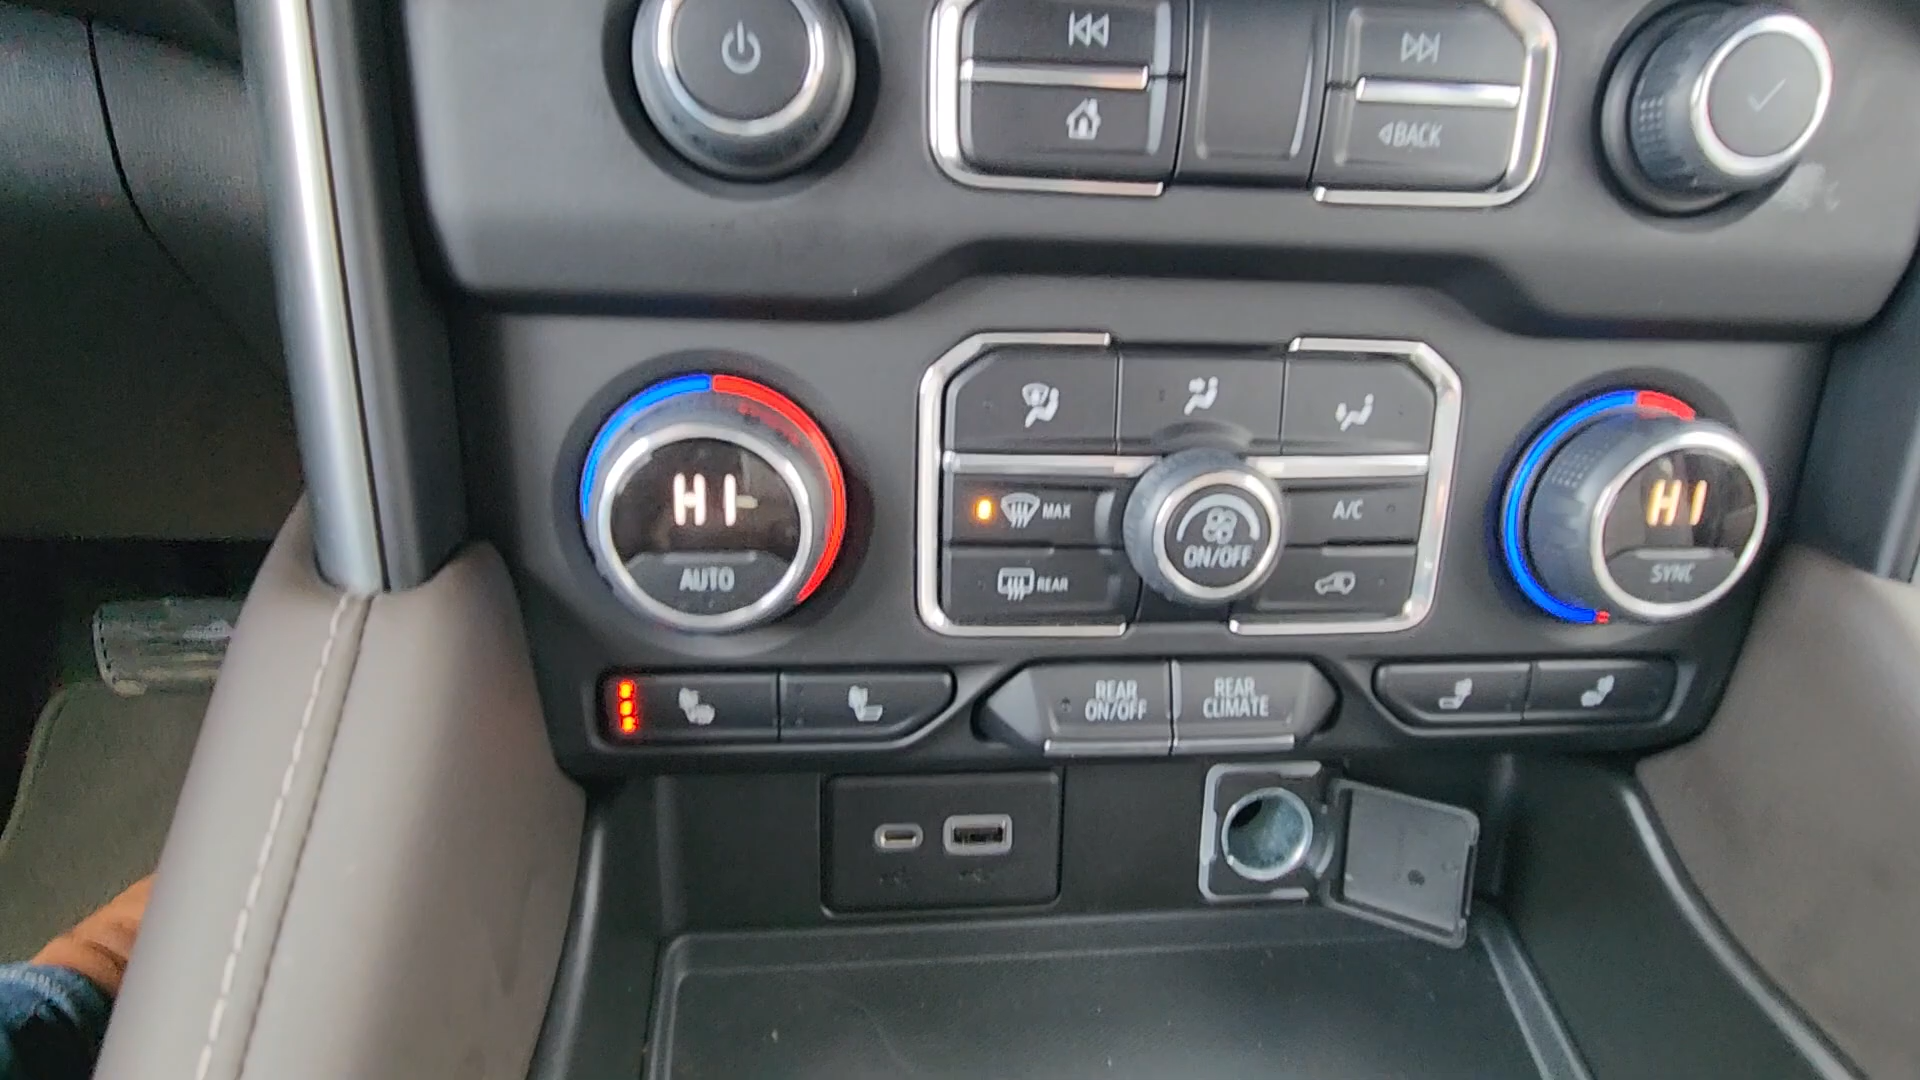 BACK
HI
AUTO
MAX
REAR
ON/OFF
A/C
HI
SYNC
REAR
ON/OFF
REAR
CLIMATE